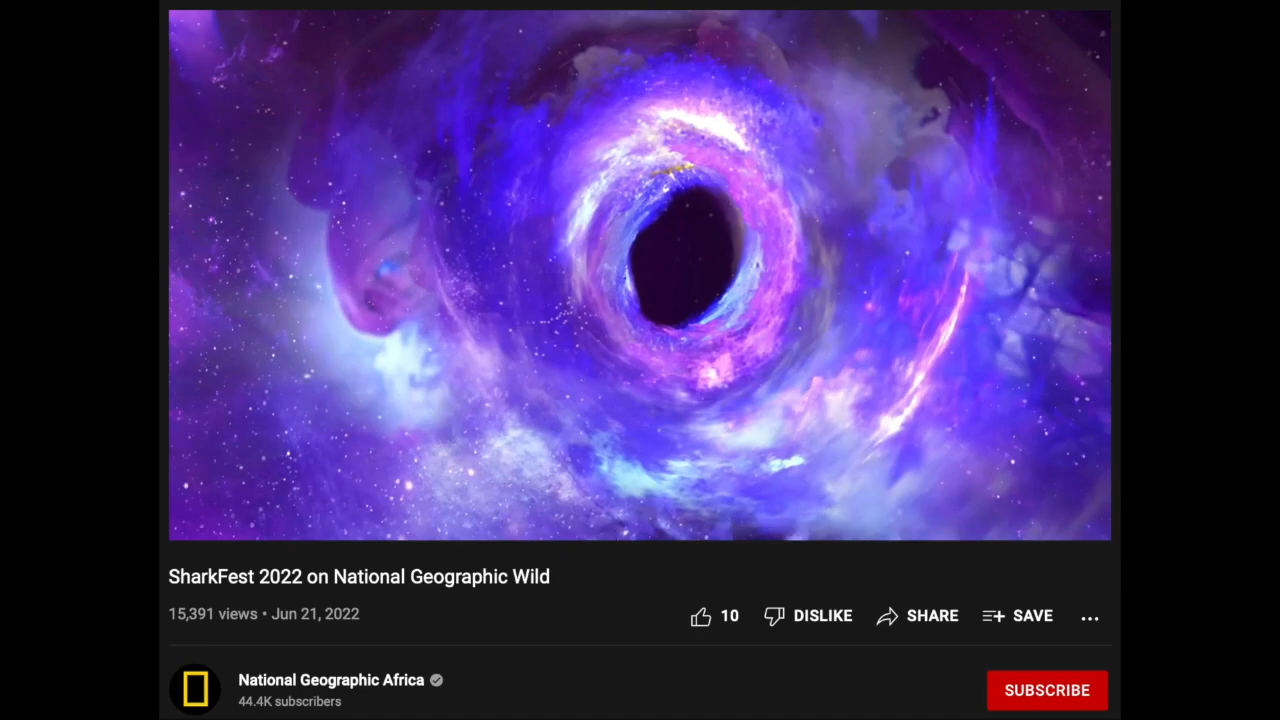 SharkFest 2022 on National Geographic Wild
15,391 views • Jun 21, 2022
10 DISLIKE SHARE SAVE ...
National Geographic Africa
44.4K subscribers
SUBSCRIBE